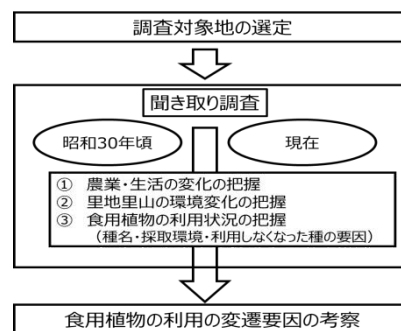 調査対象地の選定
聞き取り調査
昭和30年頃
現在
① 農業・生活の変化の把握
② 里地里山の環境変化の把握
③ 食用植物の利用状況の把握
（種名・採取環境・利用しなくなった種の要因）
食用植物の利用の変遷要因の考察